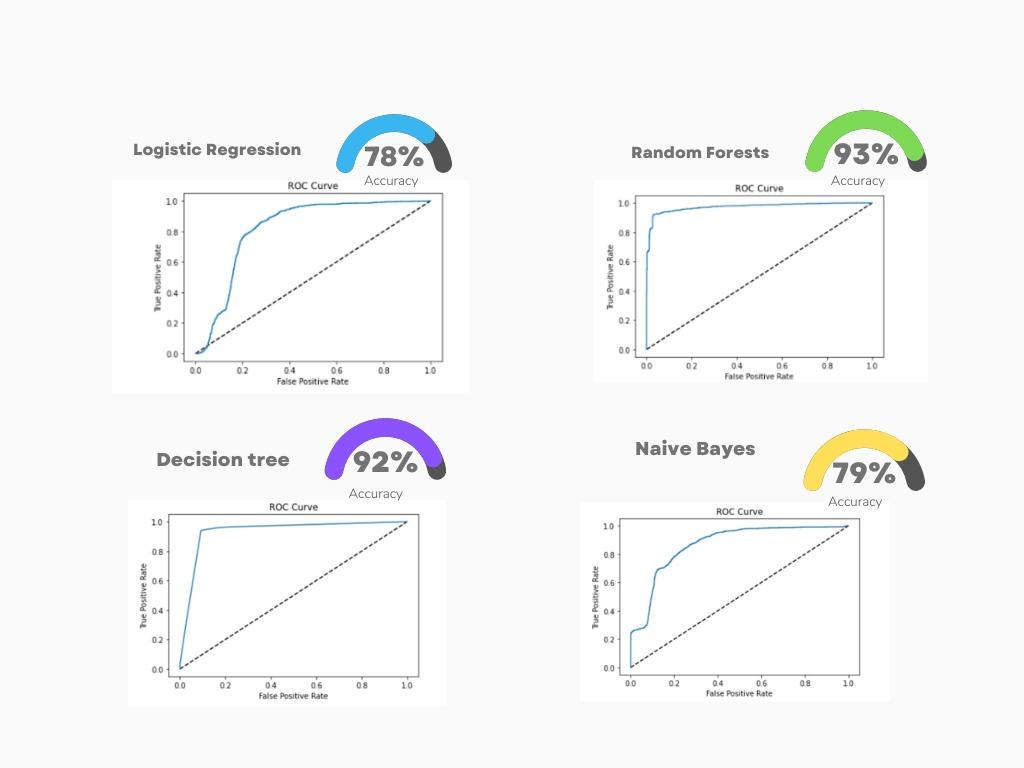 Logistic Regression
78%
Accuracy
ROC Curve
1.0
0.8
0.6
0.4
0.2
0.0
True Positive Rate
0.0 0.2 0.4 0.6 0.8 1.0
False Positive Rate
Random Forests
93%
Accuracy
ROC Curve
1.0
0.8
0.6
0.4
0.2
0.0
True Positive Rate
0.0 0.2 0.4 0.6 0.8 1.0
False Positive Rate
Decision tree
92%
Accuracy
ROC Curve
1.0
0.8
0.6
0.4
0.2
0.0
True Positive Rate
0.0 0.2 0.4 0.6 0.8 1.0
False Positive Rate
Naive Bayes
79%
Accuracy
ROC Curve
1.0
0.8
0.6
0.4
0.2
0.0
True Positive Rate
0.0 0.2 0.4 0.6 0.8 1.0
False Positive Rate